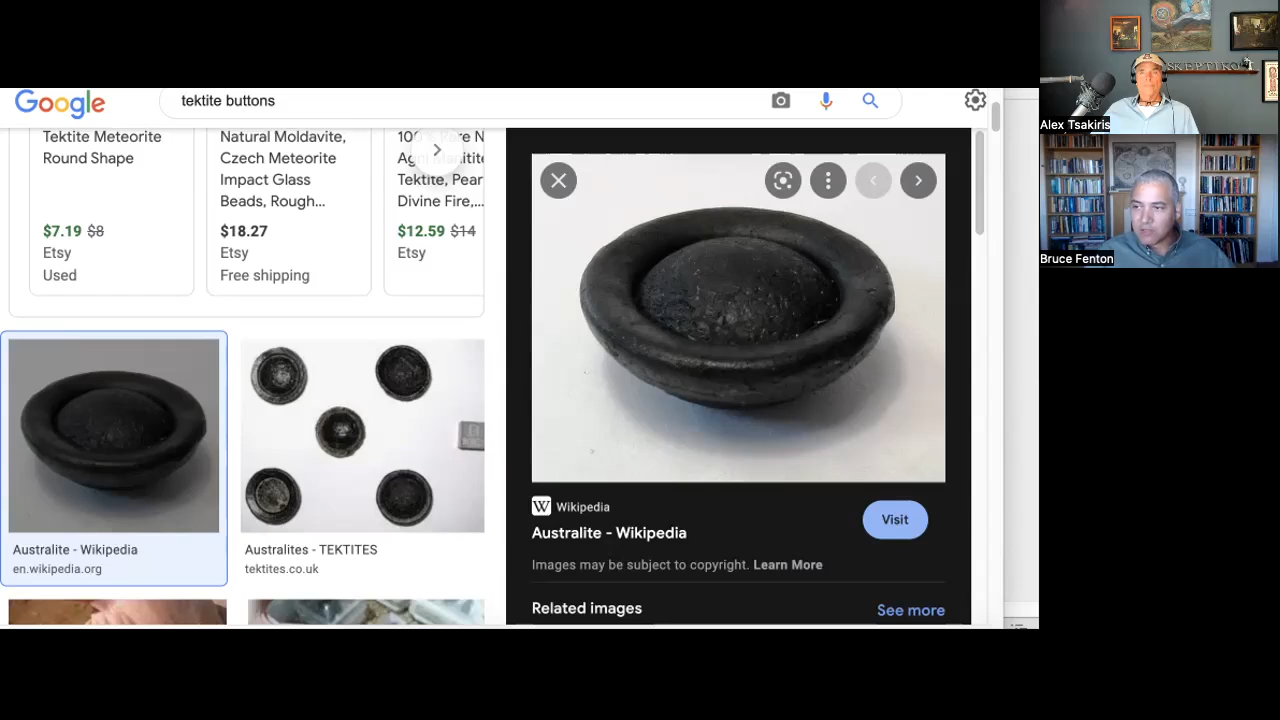 Google
tektite buttons
Tektite Meteorite
Round Shape
$7.19 $8
Etsy
Used
Natural Moldavite,
Czech Meteorite
Impact Glass
Beads, Rough...
$18.27
Etsy
Free shipping
Tektite, Pear
Divine Fire,...
$12.59 $14
Etsy
Australite - Wikipedia
en.wikipedia.org
Australites - TEKTITES
tektites.co.uk
W Wikipedia
Australite - Wikipedia
Visit
Images may be subject to copyright. Learn More
Related images
See more
SKEPTIKO
Alex Tsakiris
Bruce Fenton